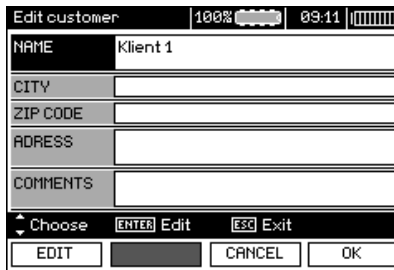 Edit customer 100% 09:11
NAME Klient 1
CITY
ZIP CODE
ADRESS
COMMENTS
Choose ENTER Edit ESC Exit
EDIT CANCEL OK